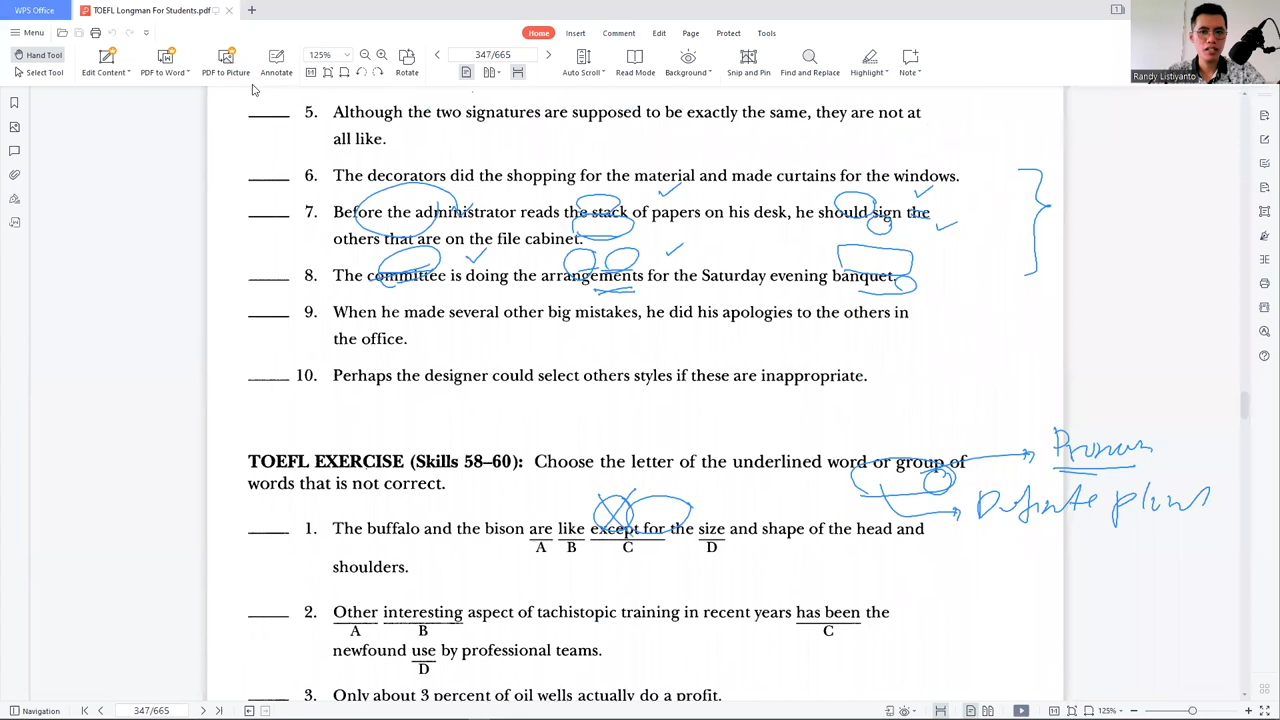 WPS Office
TOEFL Longman For Students.pdf
Menu
Home
Insert
Comment
Edit
Page
Protect
Tools
Hand Tool
Select Tool
Edit Content
PDF to Word
PDF to Picture
Annotate
125%
Rotate
347/665
Auto Scroll
Read Mode
Background
Snip and Pin
Find and Replace
Highlight
Note
Randy Listiyanto
5. Although the two signatures are supposed to be exactly the same, they are not at
all like.
6. The decorators did the shopping for the material and made curtains for the windows.
7. Before the administrator reads the stack of papers on his desk, he should sign the
others that are on the file cabinet.
8. The committee is doing the arrangements for the Saturday evening banquet.
9. When he made several other big mistakes, he did his apologies to the others in
the office.
10. Perhaps the designer could select others styles if these are inappropriate.
Pronoun
Definite plural
TOEFL EXERCISE (Skills 58–60): Choose the letter of the underlined word or group of
words that is not correct.
1. The buffalo and the bison are like except for the size and shape of the head and
A B C D
shoulders.
2. Other interesting aspect of tachistopic training in recent years has been the
A B C
newfound use by professional teams.
D
3. Only about 3 percent of oil wells actually do a profit.
Navigation
347/665
125%